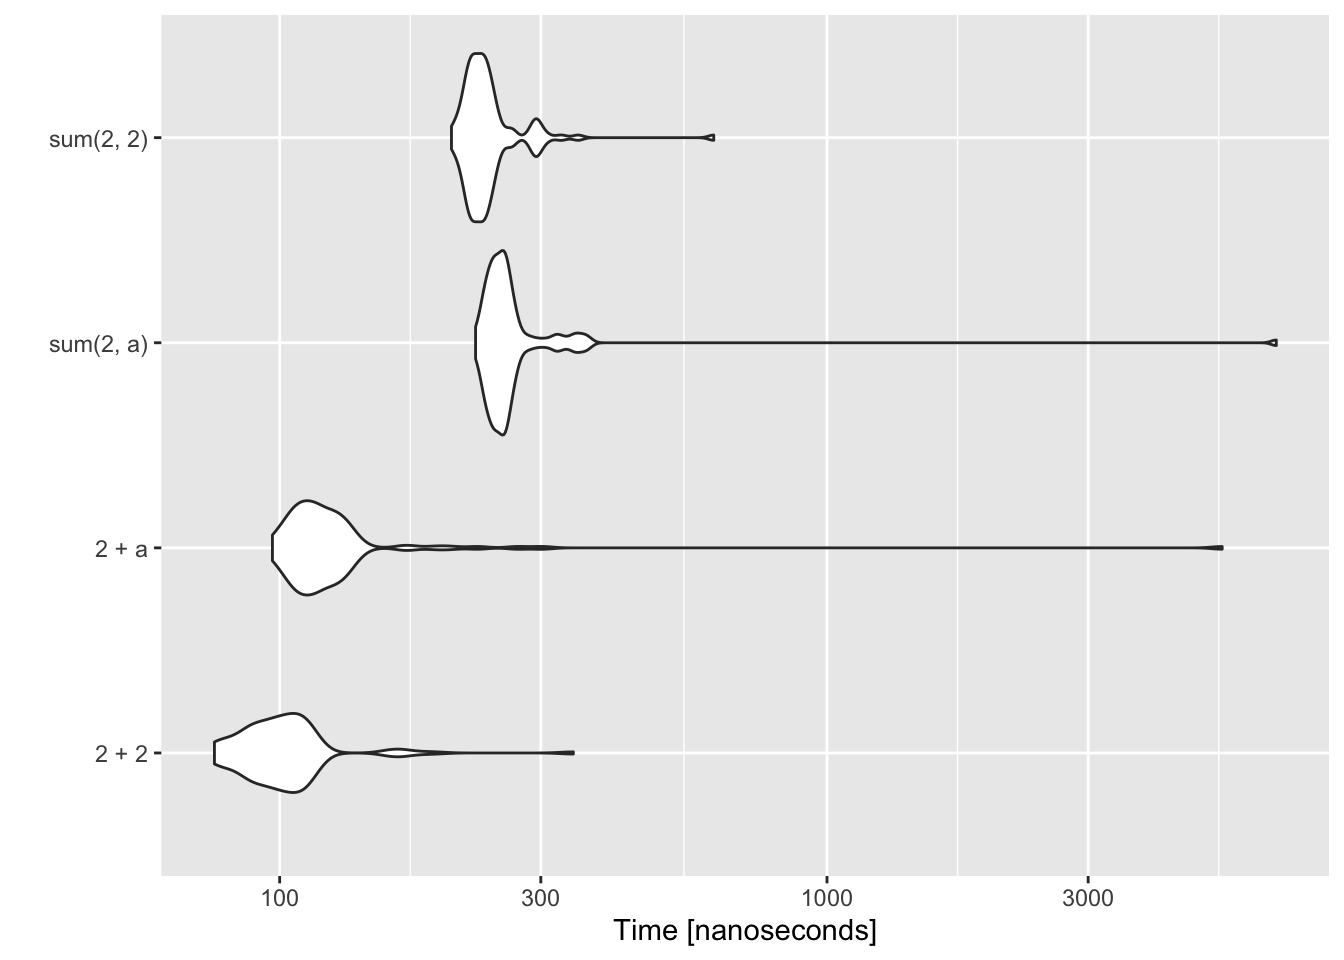 sum(2, 2)
sum(2, a)
2 + a
2 + 2
100 300 1000 3000
Time [nanoseconds]